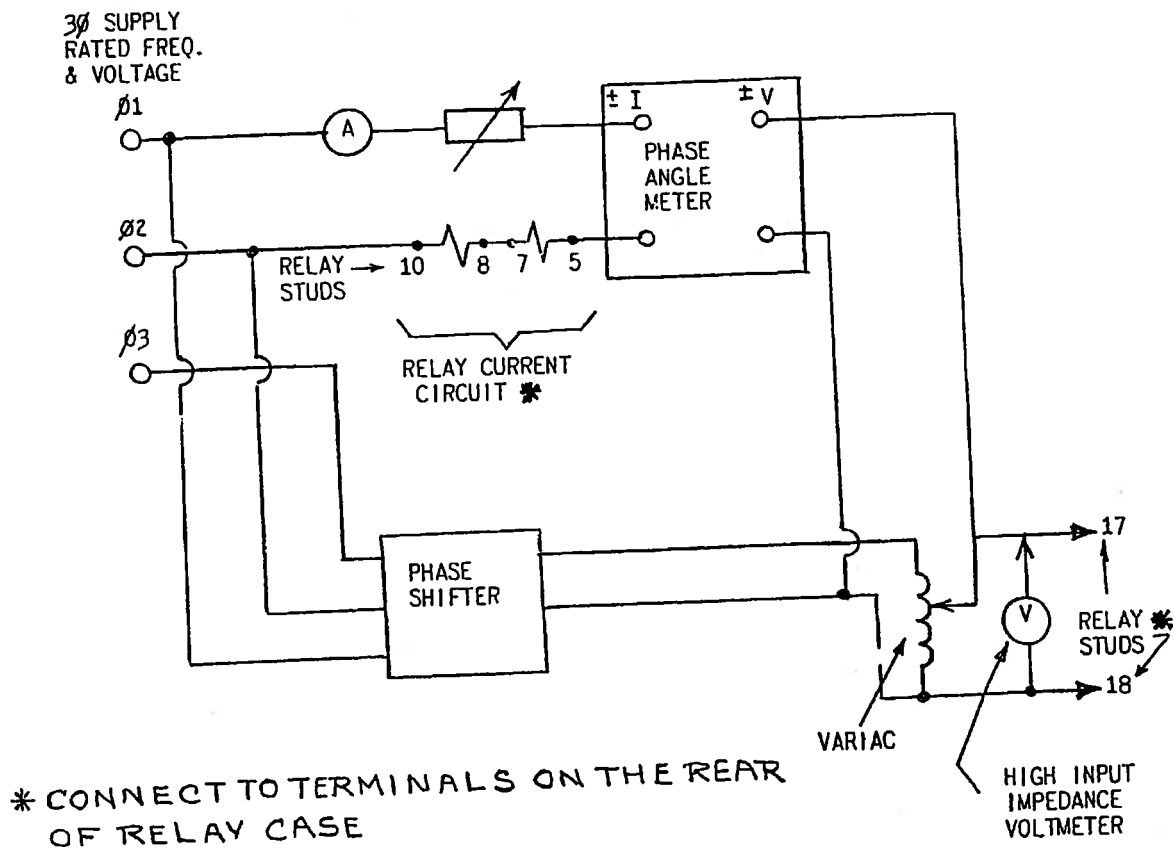 3Ø SUPPLY
RATED FREQ.
& VOLTAGE
Ø1
A
± I
± V
PHASE
ANGLE
METER
Ø2
RELAY →
STUDS
10
8
7
5
Ø3
RELAY CURRENT
CIRCUIT *
PHASE
SHIFTER
17
V
RELAY *
STUDS
18
VARIAC
HIGH INPUT
IMPEDANCE
VOLTMETER
* CONNECT TO TERMINALS ON THE REAR
OF RELAY CASE